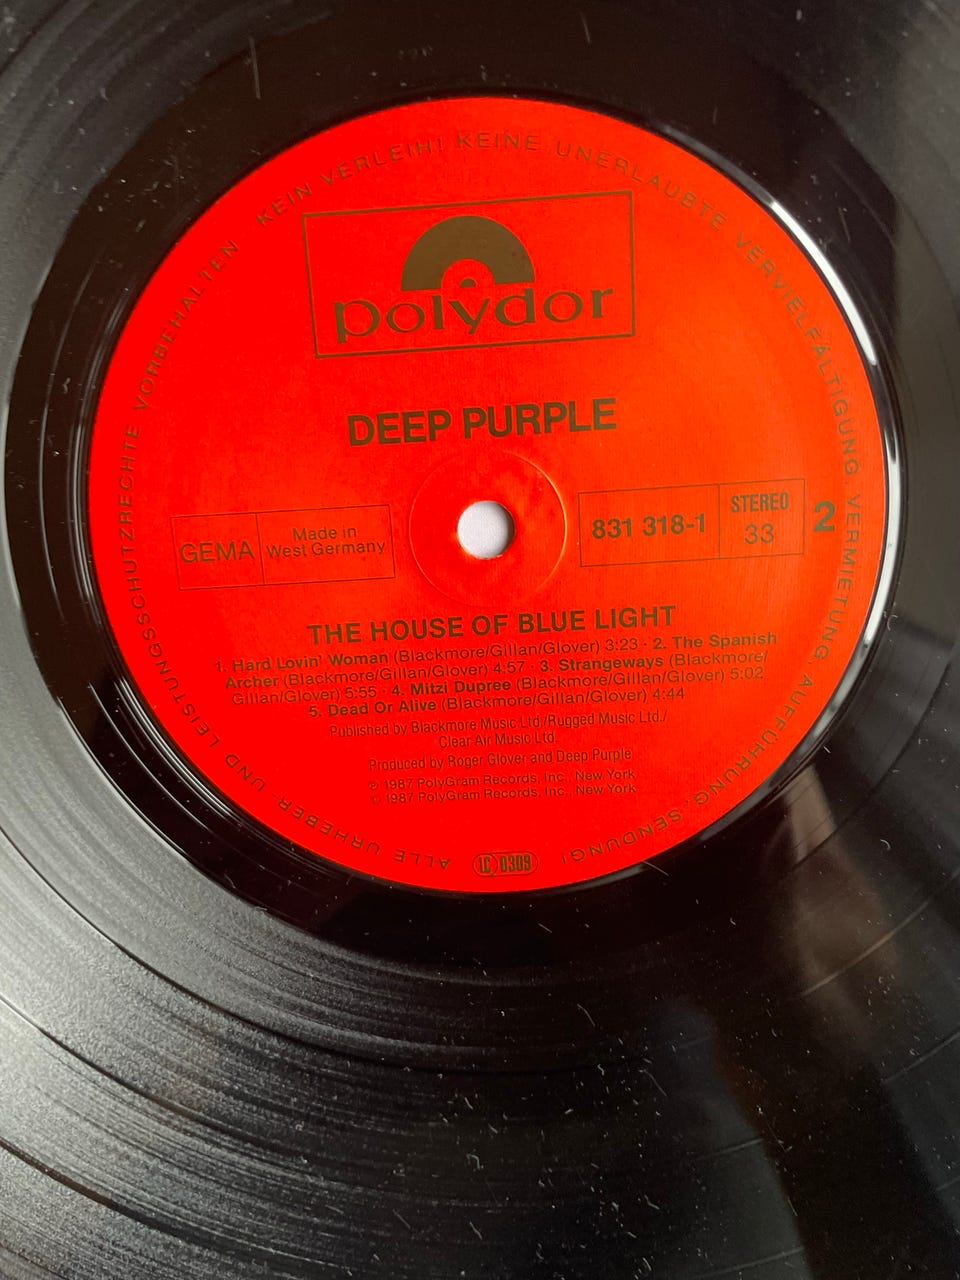 ALLE URHEBER- UND LEISTUNGSSCHUTZRECHTE VORBEHALTEN KEIN VERLEIH! KEINE UNERLAUBTE VERVIELFÄLTIGUNG, VERMIETUNG, AUFFÜHRUNG, SENDUNG!
polydor
DEEP PURPLE
GEMA
Made in
West Germany
831 318-1
STEREO
33
2
THE HOUSE OF BLUE LIGHT
1. Hard Lovin' Woman (Blackmore/Gillan/Glover) 3:23 · 2. The Spanish
Archer (Blackmore/Gillan/Glover) 4:57 · 3. Strangeways (Blackmore/
Gillan/Glover) 5:55 · 4. Mitzi Dupree (Blackmore/Gillan/Glover) 5:02
5. Dead Or Alive (Blackmore/Gillan/Glover) 4:44
Published by Blackmore Music Ltd./Rugged Music Ltd./
Clear Air Music Ltd.
Produced by Roger Glover and Deep Purple
℗ 1987 PolyGram Records, Inc., New York
© 1987 PolyGram Records, Inc., New York
LC 0309